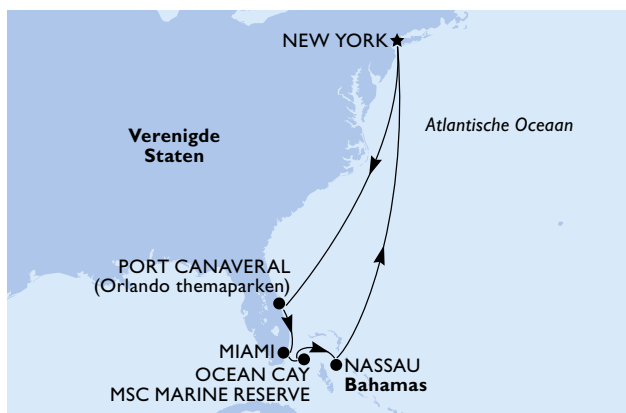 NEW YORK
Atlantische Oceaan
Verenigde
Staten
PORT CANAVERAL
(Orlando themaparken)
MIAMI
OCEAN CAY
MSC MARINE RESERVE
NASSAU
Bahamas